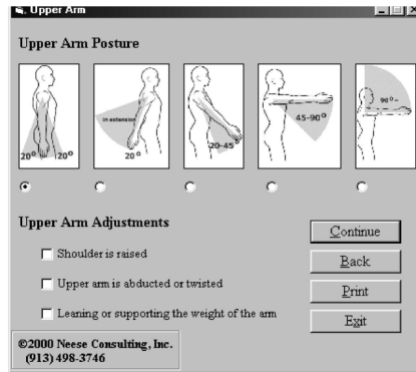 Upper Arm
Upper Arm Posture
20° 20°
in extension
20°
20-45°
45-90°
90°-
Upper Arm Adjustments
Shoulder is raised
Upper arm is abducted or twisted
Leaning or supporting the weight of the arm
Continue
Back
Print
Exit
©2000 Neese Consulting, Inc.
(913) 498-3746